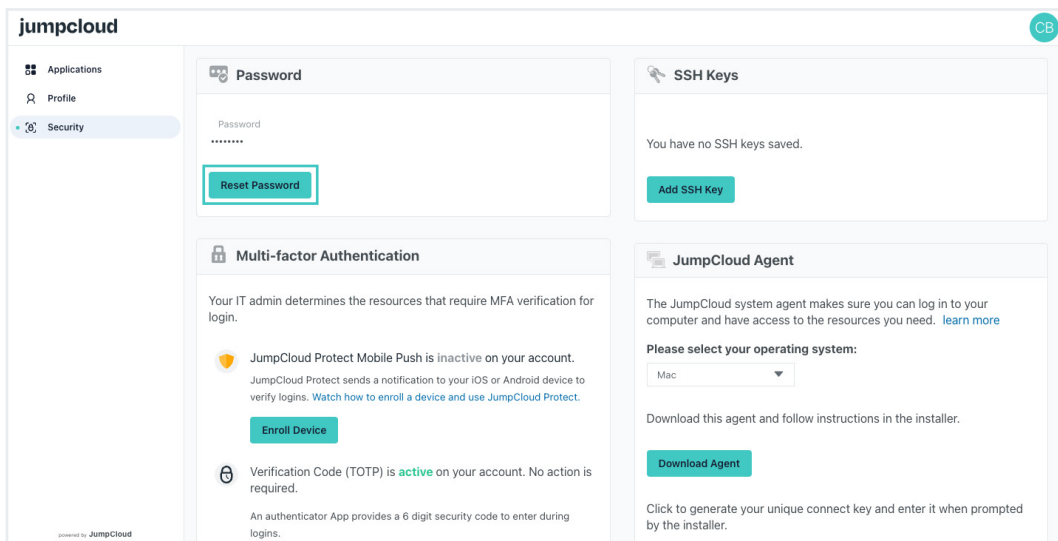 jumpcloud
CB
Applications
Profile
Security
powered by JumpCloud
Password
Password
••••••••
Reset Password
Multi-factor Authentication
Your IT admin determines the resources that require MFA verification for
login.
JumpCloud Protect Mobile Push is inactive on your account.
JumpCloud Protect sends a notification to your iOS or Android device to
verify logins. Watch how to enroll a device and use JumpCloud Protect.
Enroll Device
Verification Code (TOTP) is active on your account. No action is
required.
An authenticator App provides a 6 digit security code to enter during
logins.
SSH Keys
You have no SSH keys saved.
Add SSH Key
JumpCloud Agent
The JumpCloud system agent makes sure you can log in to your
computer and have access to the resources you need. learn more
Please select your operating system:
Mac
Download this agent and follow instructions in the installer.
Download Agent
Click to generate your unique connect key and enter it when prompted
by the installer.